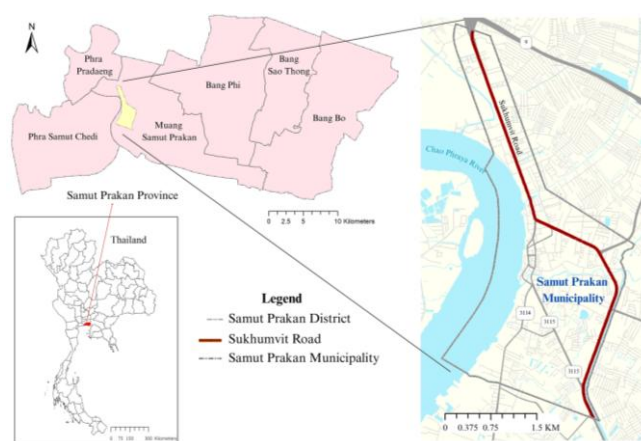 N
Phra
Pradaeng
Phra Samut Chedi
Muang
Samut Prakan
Bang Phi
Bang
Sao Thong
Bang Bo
0 2.5 5 10 Kilometers
Samut Prakan Province
Thailand
Legend
Samut Prakan District
Sukhumvit Road
Samut Prakan Municipality
9
Sukhumvit Road
Chao Phraya River
Samut Prakan
Municipality
3114
3115
3113
0 0.375 0.75 1.5 KM